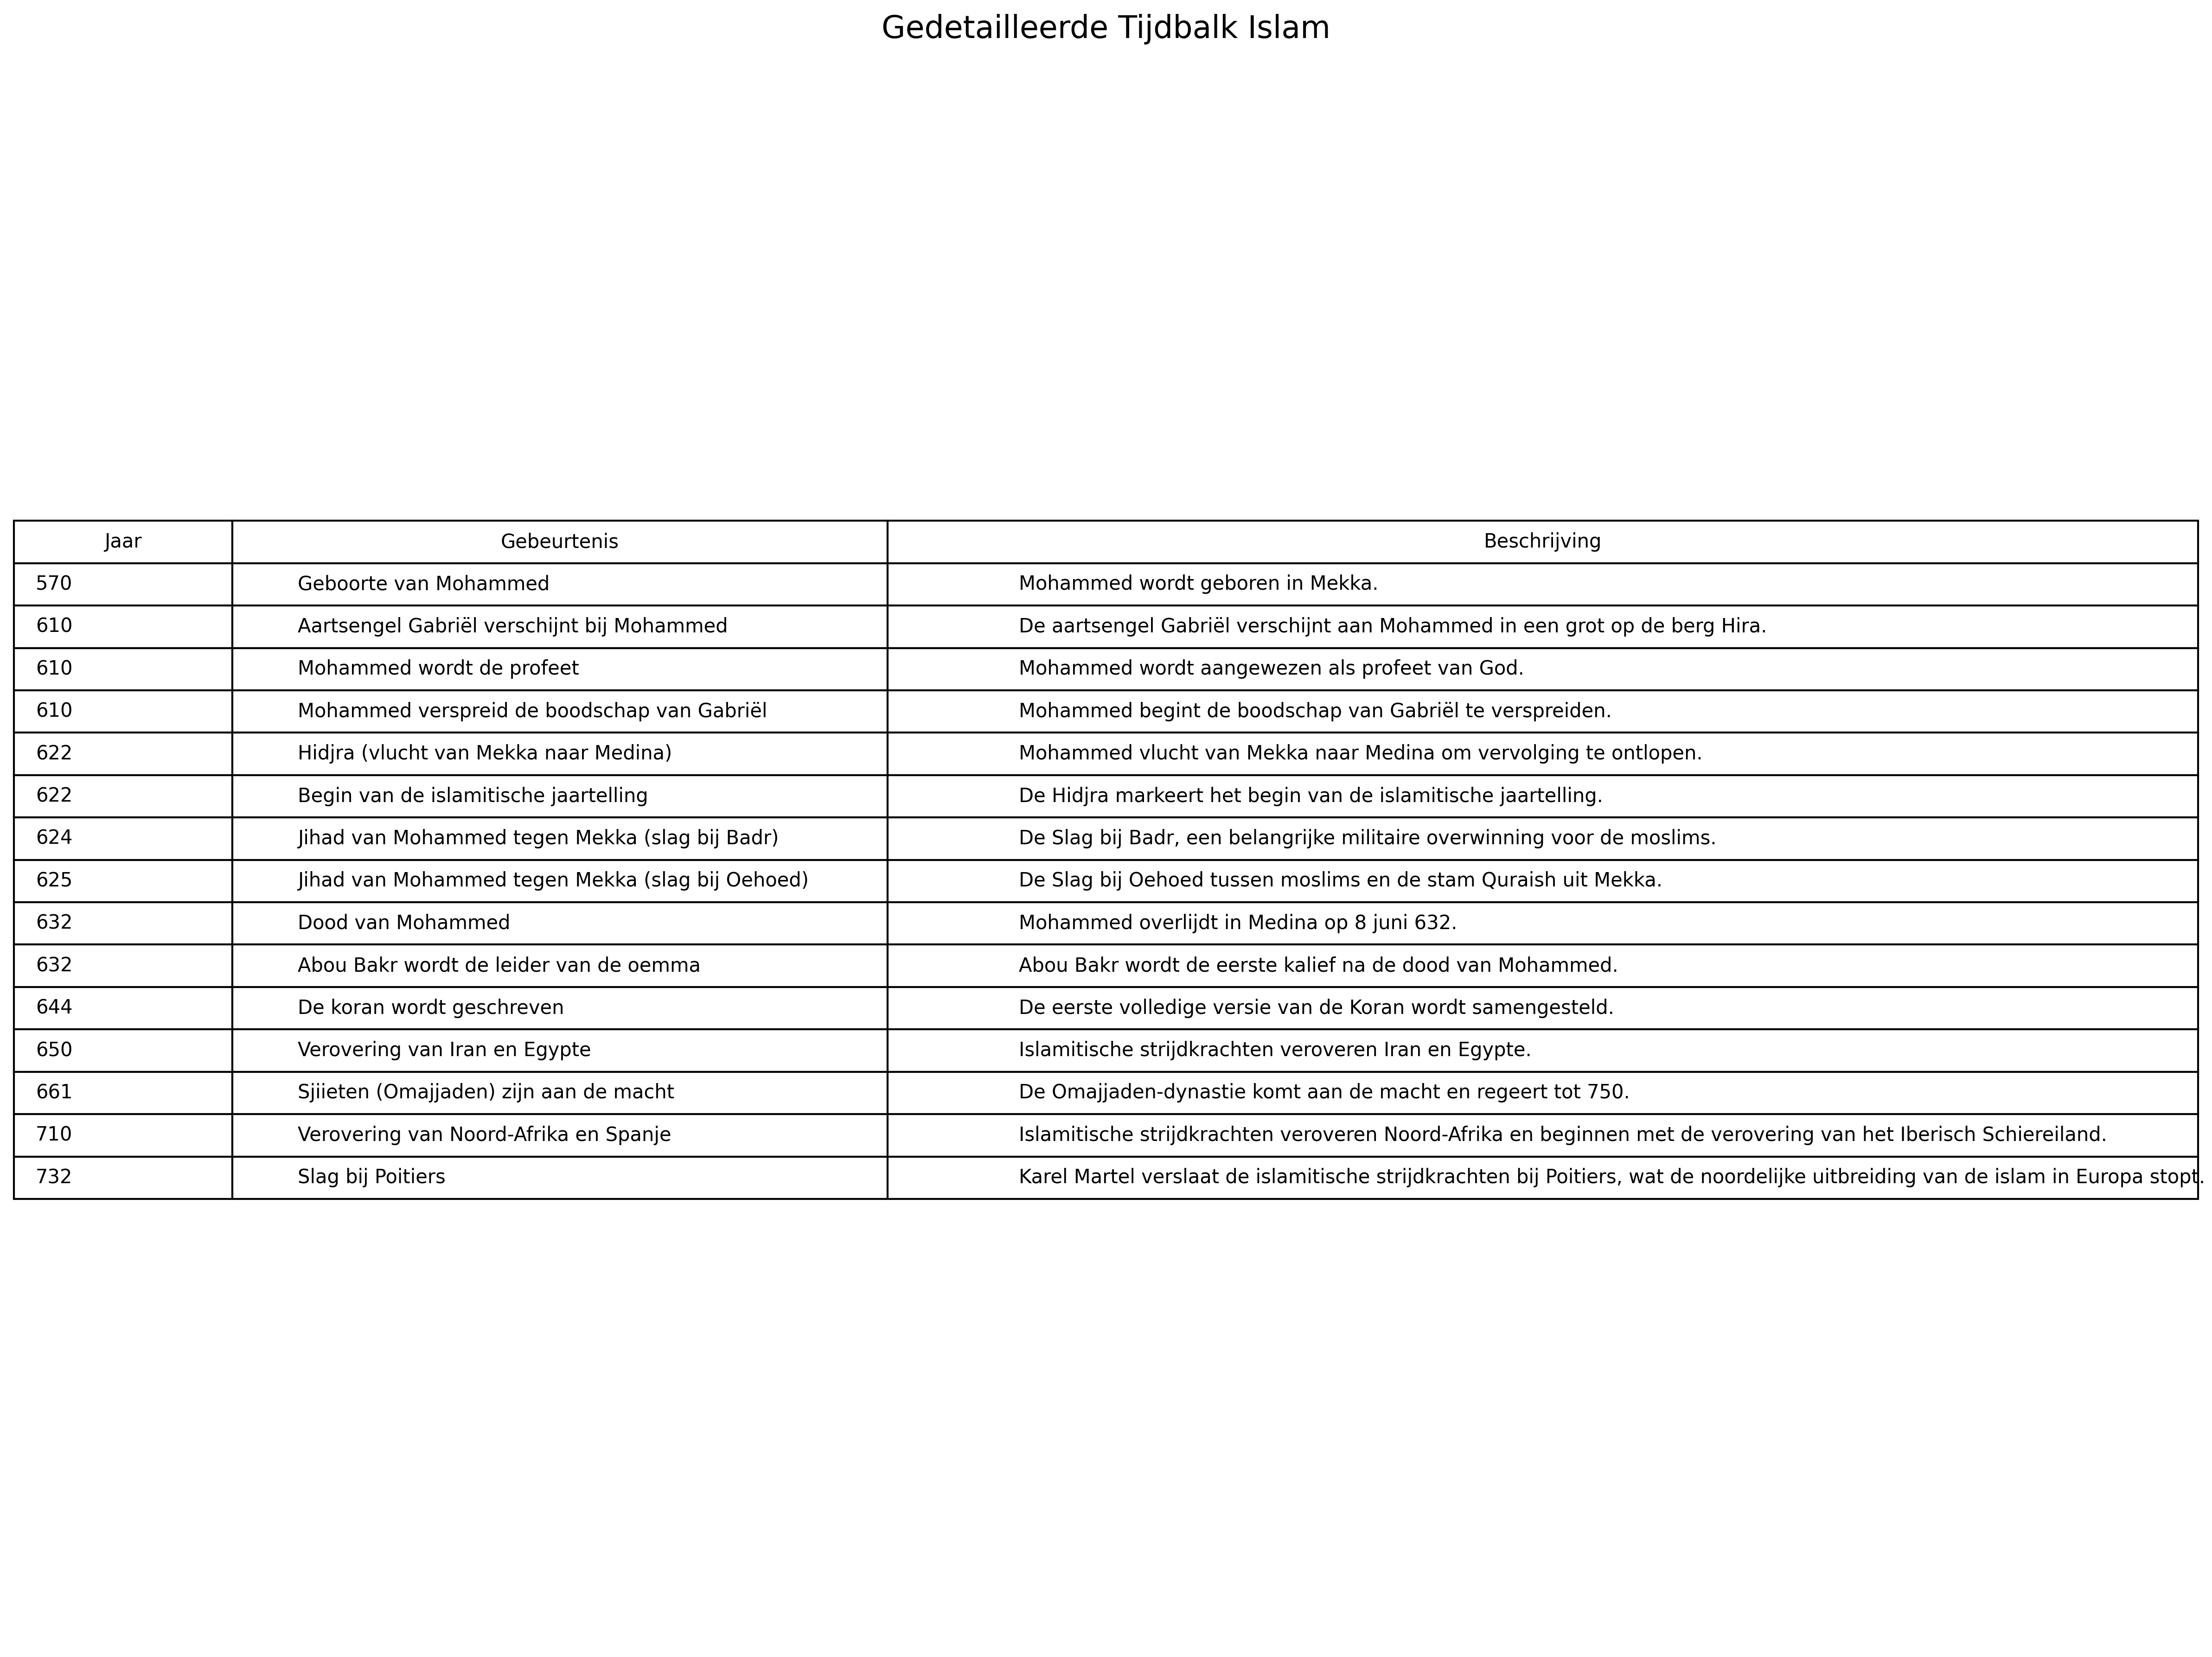 Gedetailleerde Tijdbalk Islam
Jaar Gebeurtenis Beschrijving
570 Geboorte van Mohammed Mohammed wordt geboren in Mekka.
610 Aartsengel Gabriël verschijnt bij Mohammed De aartsengel Gabriël verschijnt aan Mohammed in een grot op de berg Hira.
610 Mohammed wordt de profeet Mohammed wordt aangewezen als profeet van God.
610 Mohammed verspreid de boodschap van Gabriël Mohammed begint de boodschap van Gabriël te verspreiden.
622 Hidjra (vlucht van Mekka naar Medina) Mohammed vlucht van Mekka naar Medina om vervolging te ontlopen.
622 Begin van de islamitische jaartelling De Hidjra markeert het begin van de islamitische jaartelling.
624 Jihad van Mohammed tegen Mekka (slag bij Badr) De Slag bij Badr, een belangrijke militaire overwinning voor de moslims.
625 Jihad van Mohammed tegen Mekka (slag bij Oehoed) De Slag bij Oehoed tussen moslims en de stam Quraish uit Mekka.
632 Dood van Mohammed Mohammed overlijdt in Medina op 8 juni 632.
632 Abou Bakr wordt de leider van de oemma Abou Bakr wordt de eerste kalief na de dood van Mohammed.
644 De koran wordt geschreven De eerste volledige versie van de Koran wordt samengesteld.
650 Verovering van Iran en Egypte Islamitische strijdkrachten veroveren Iran en Egypte.
661 Sjiieten (Omajjaden) zijn aan de macht De Omajjaden-dynastie komt aan de macht en regeert tot 750.
710 Verovering van Noord-Afrika en Spanje Islamitische strijdkrachten veroveren Noord-Afrika en beginnen met de verovering van het Iberisch Schiereiland.
732 Slag bij Poitiers Karel Martel verslaat de islamitische strijdkrachten bij Poitiers, wat de noordelijke uitbreiding van de islam in Europa stopt.